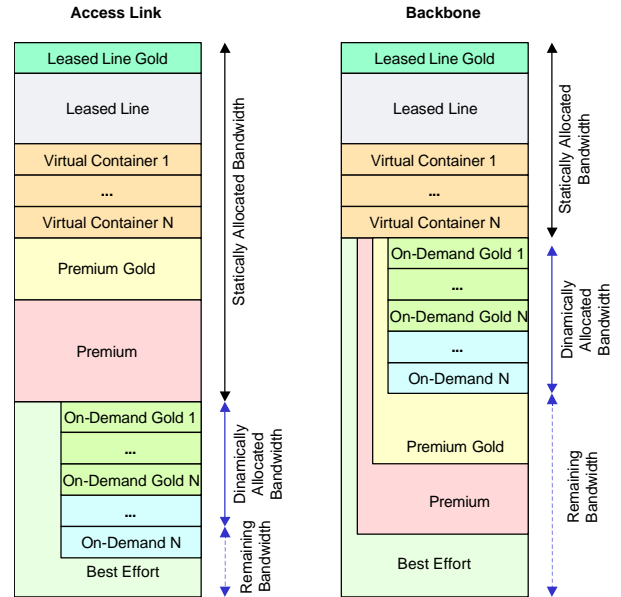 Access Link
Leased Line Gold
Leased Line
Virtual Container 1
...
Virtual Container N
Premium Gold
Premium
On-Demand Gold 1
...
On-Demand Gold N
...
On-Demand N
Best Effort
Statically Allocated Bandwidth
Dinamically
Allocated
Bandwidth
Remaining
Bandwidth
Backbone
Leased Line Gold
Leased Line
Virtual Container 1
...
Virtual Container N
On-Demand Gold 1
...
On-Demand Gold N
...
On-Demand N
Premium Gold
Premium
Best Effort
Statically Allocated
Bandwidth
Dinamically
Allocated
Bandwidth
Remaining
Bandwidth